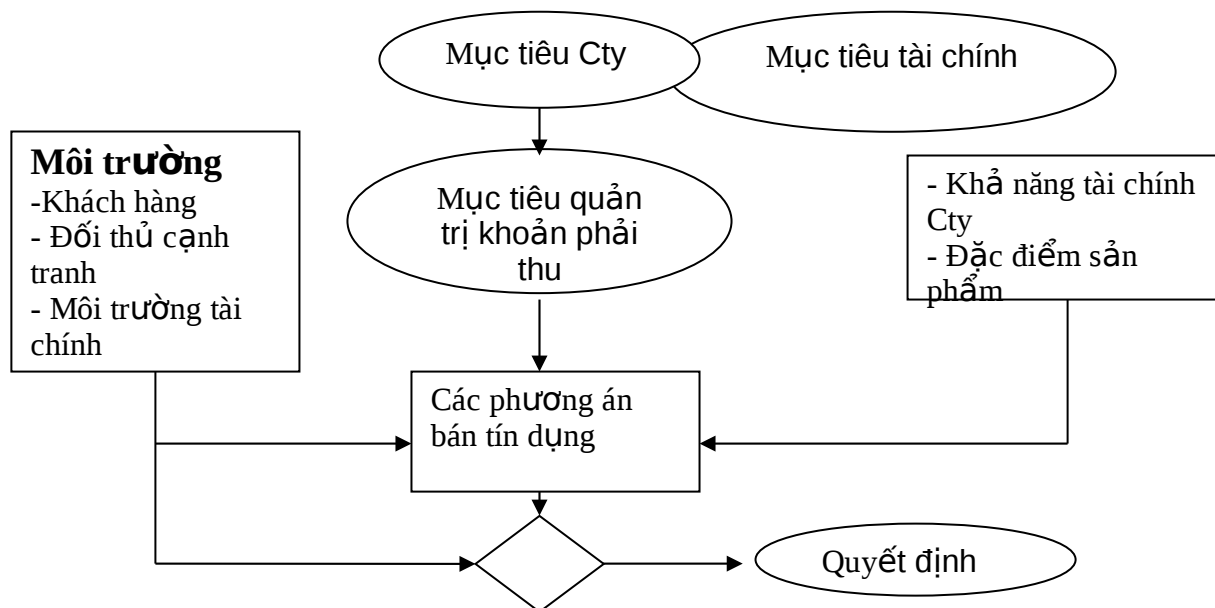 Mục tiêu Cty
Mục tiêu tài chính
Môi trường
-Khách hàng
- Đối thủ cạnh
tranh
- Môi trường tài
chính
Mục tiêu quản
trị khoản phải
thu
- Khả năng tài chính
Cty
- Đặc điểm sản
phẩm
Các phương án
bán tín dụng
Quyết định